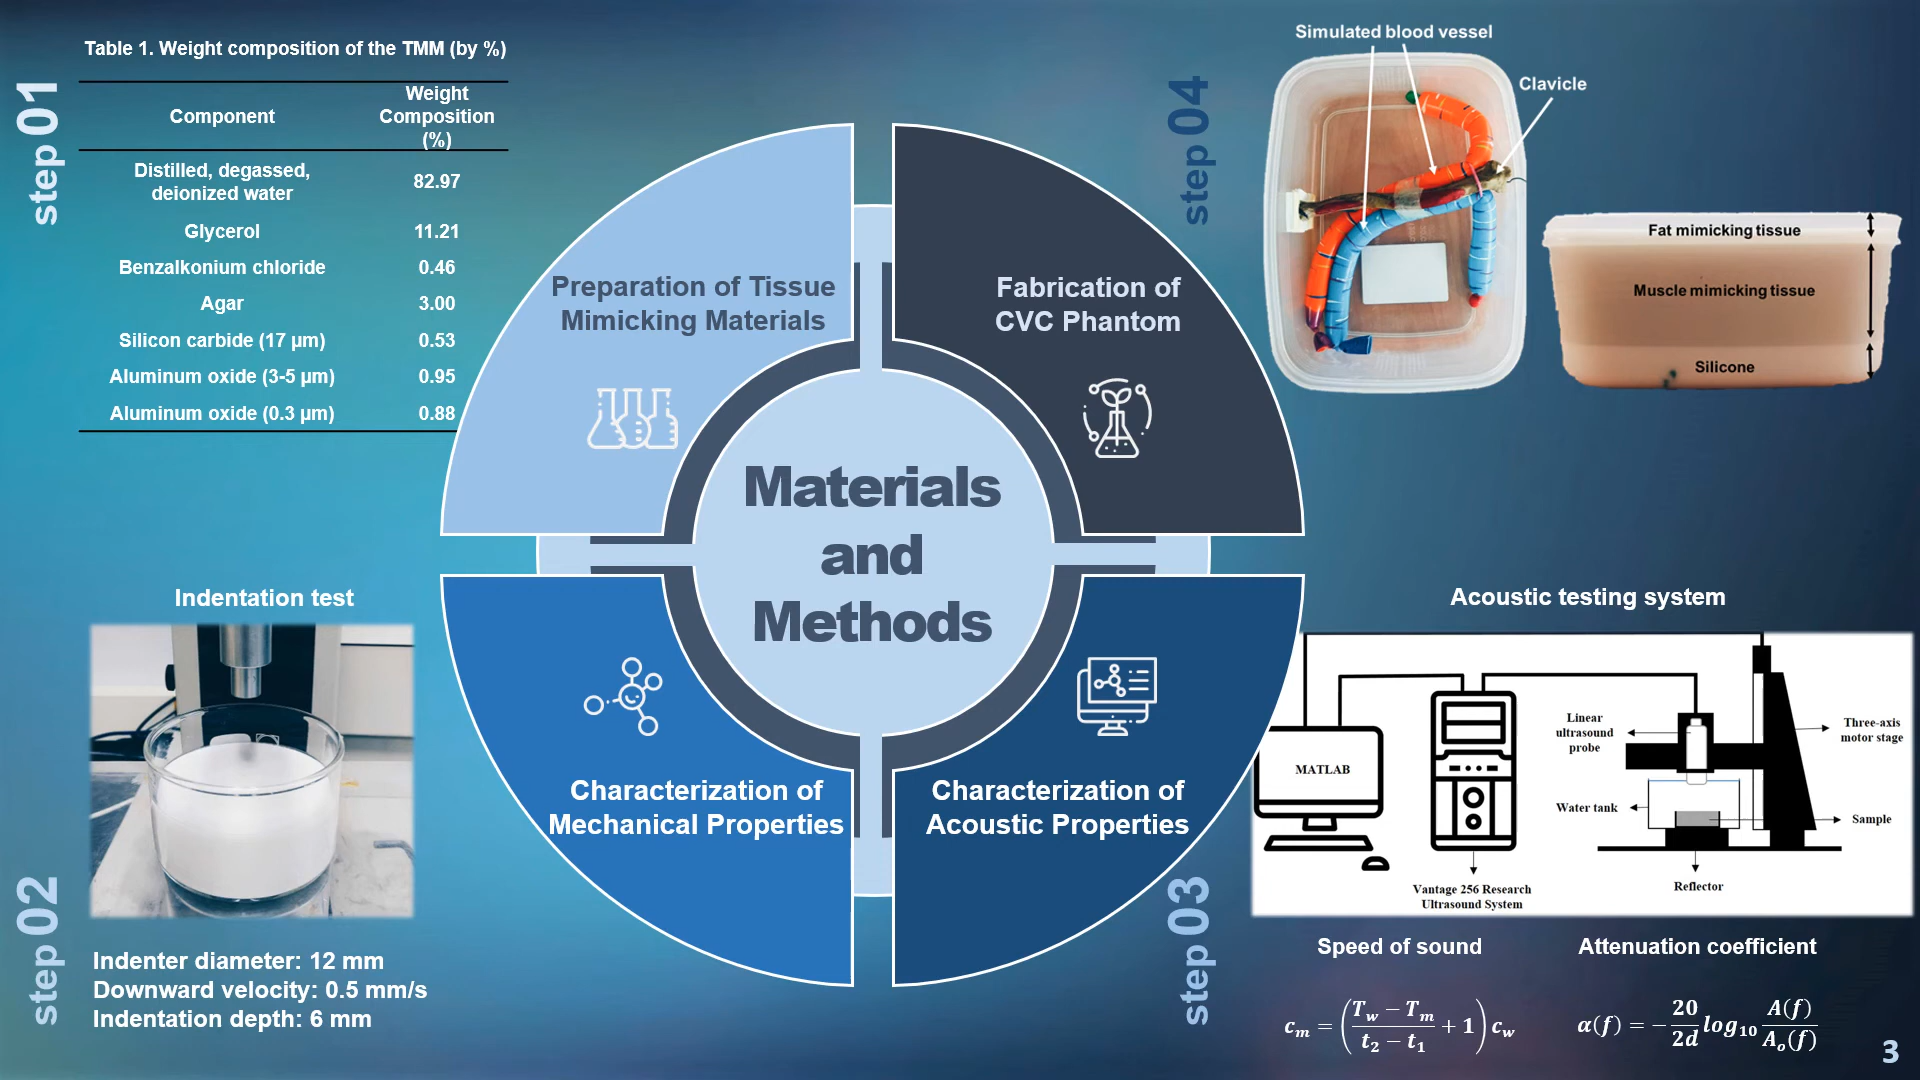 step 01
Table 1. Weight composition of the TMM (by %)
Component
Weight
Composition
(%)
Distilled, degassed,
deionized water
82.97
Glycerol 11.21
Benzalkonium chloride 0.46
Agar 3.00
Silicon carbide (17 µm) 0.53
Aluminum oxide (3-5 µm) 0.95
Aluminum oxide (0.3 µm) 0.88
Preparation of Tissue
Mimicking Materials
Fabrication of
CVC Phantom
step 04
Simulated blood vessel
Clavicle
Fat mimicking tissue
Muscle mimicking tissue
Silicone
Materials
and
Methods
step 02
Indentation test
Indenter diameter: 12 mm
Downward velocity: 0.5 mm/s
Indentation depth: 6 mm
Characterization of
Mechanical Properties
Characterization of
Acoustic Properties
step 03
Acoustic testing system
MATLAB
Vantage 256 Research
Ultrasound System
Linear
ultrasound
probe
Three-axis
motor stage
Water tank
Sample
Reflector
Speed of sound
c_m = ((T_w − T_m)/(t_2 − t_1) + 1) c_w
Attenuation coefficient
α(f) = −20/2d log_10 A(f)/A_o(f)
3